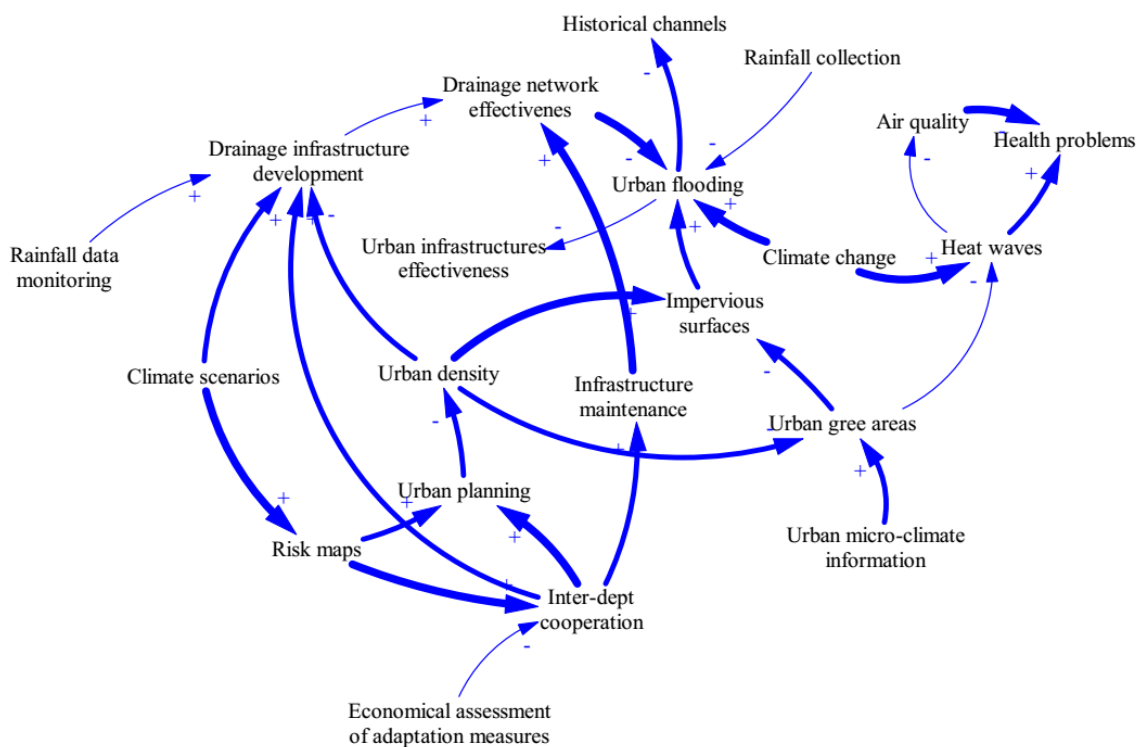 Historical channels
Rainfall collection
Drainage network
effectivenes
Air quality
Health problems
Drainage infrastructure
development
Urban flooding
Rainfall data
monitoring
Urban infrastructures
effectiveness
Climate change
Heat waves
Impervious
surfaces
Climate scenarios
Urban density
Infrastructure
maintenance
Urban gree areas
Urban planning
Risk maps
Urban micro-climate
information
Inter-dept
cooperation
Economical assessment
of adaptation measures